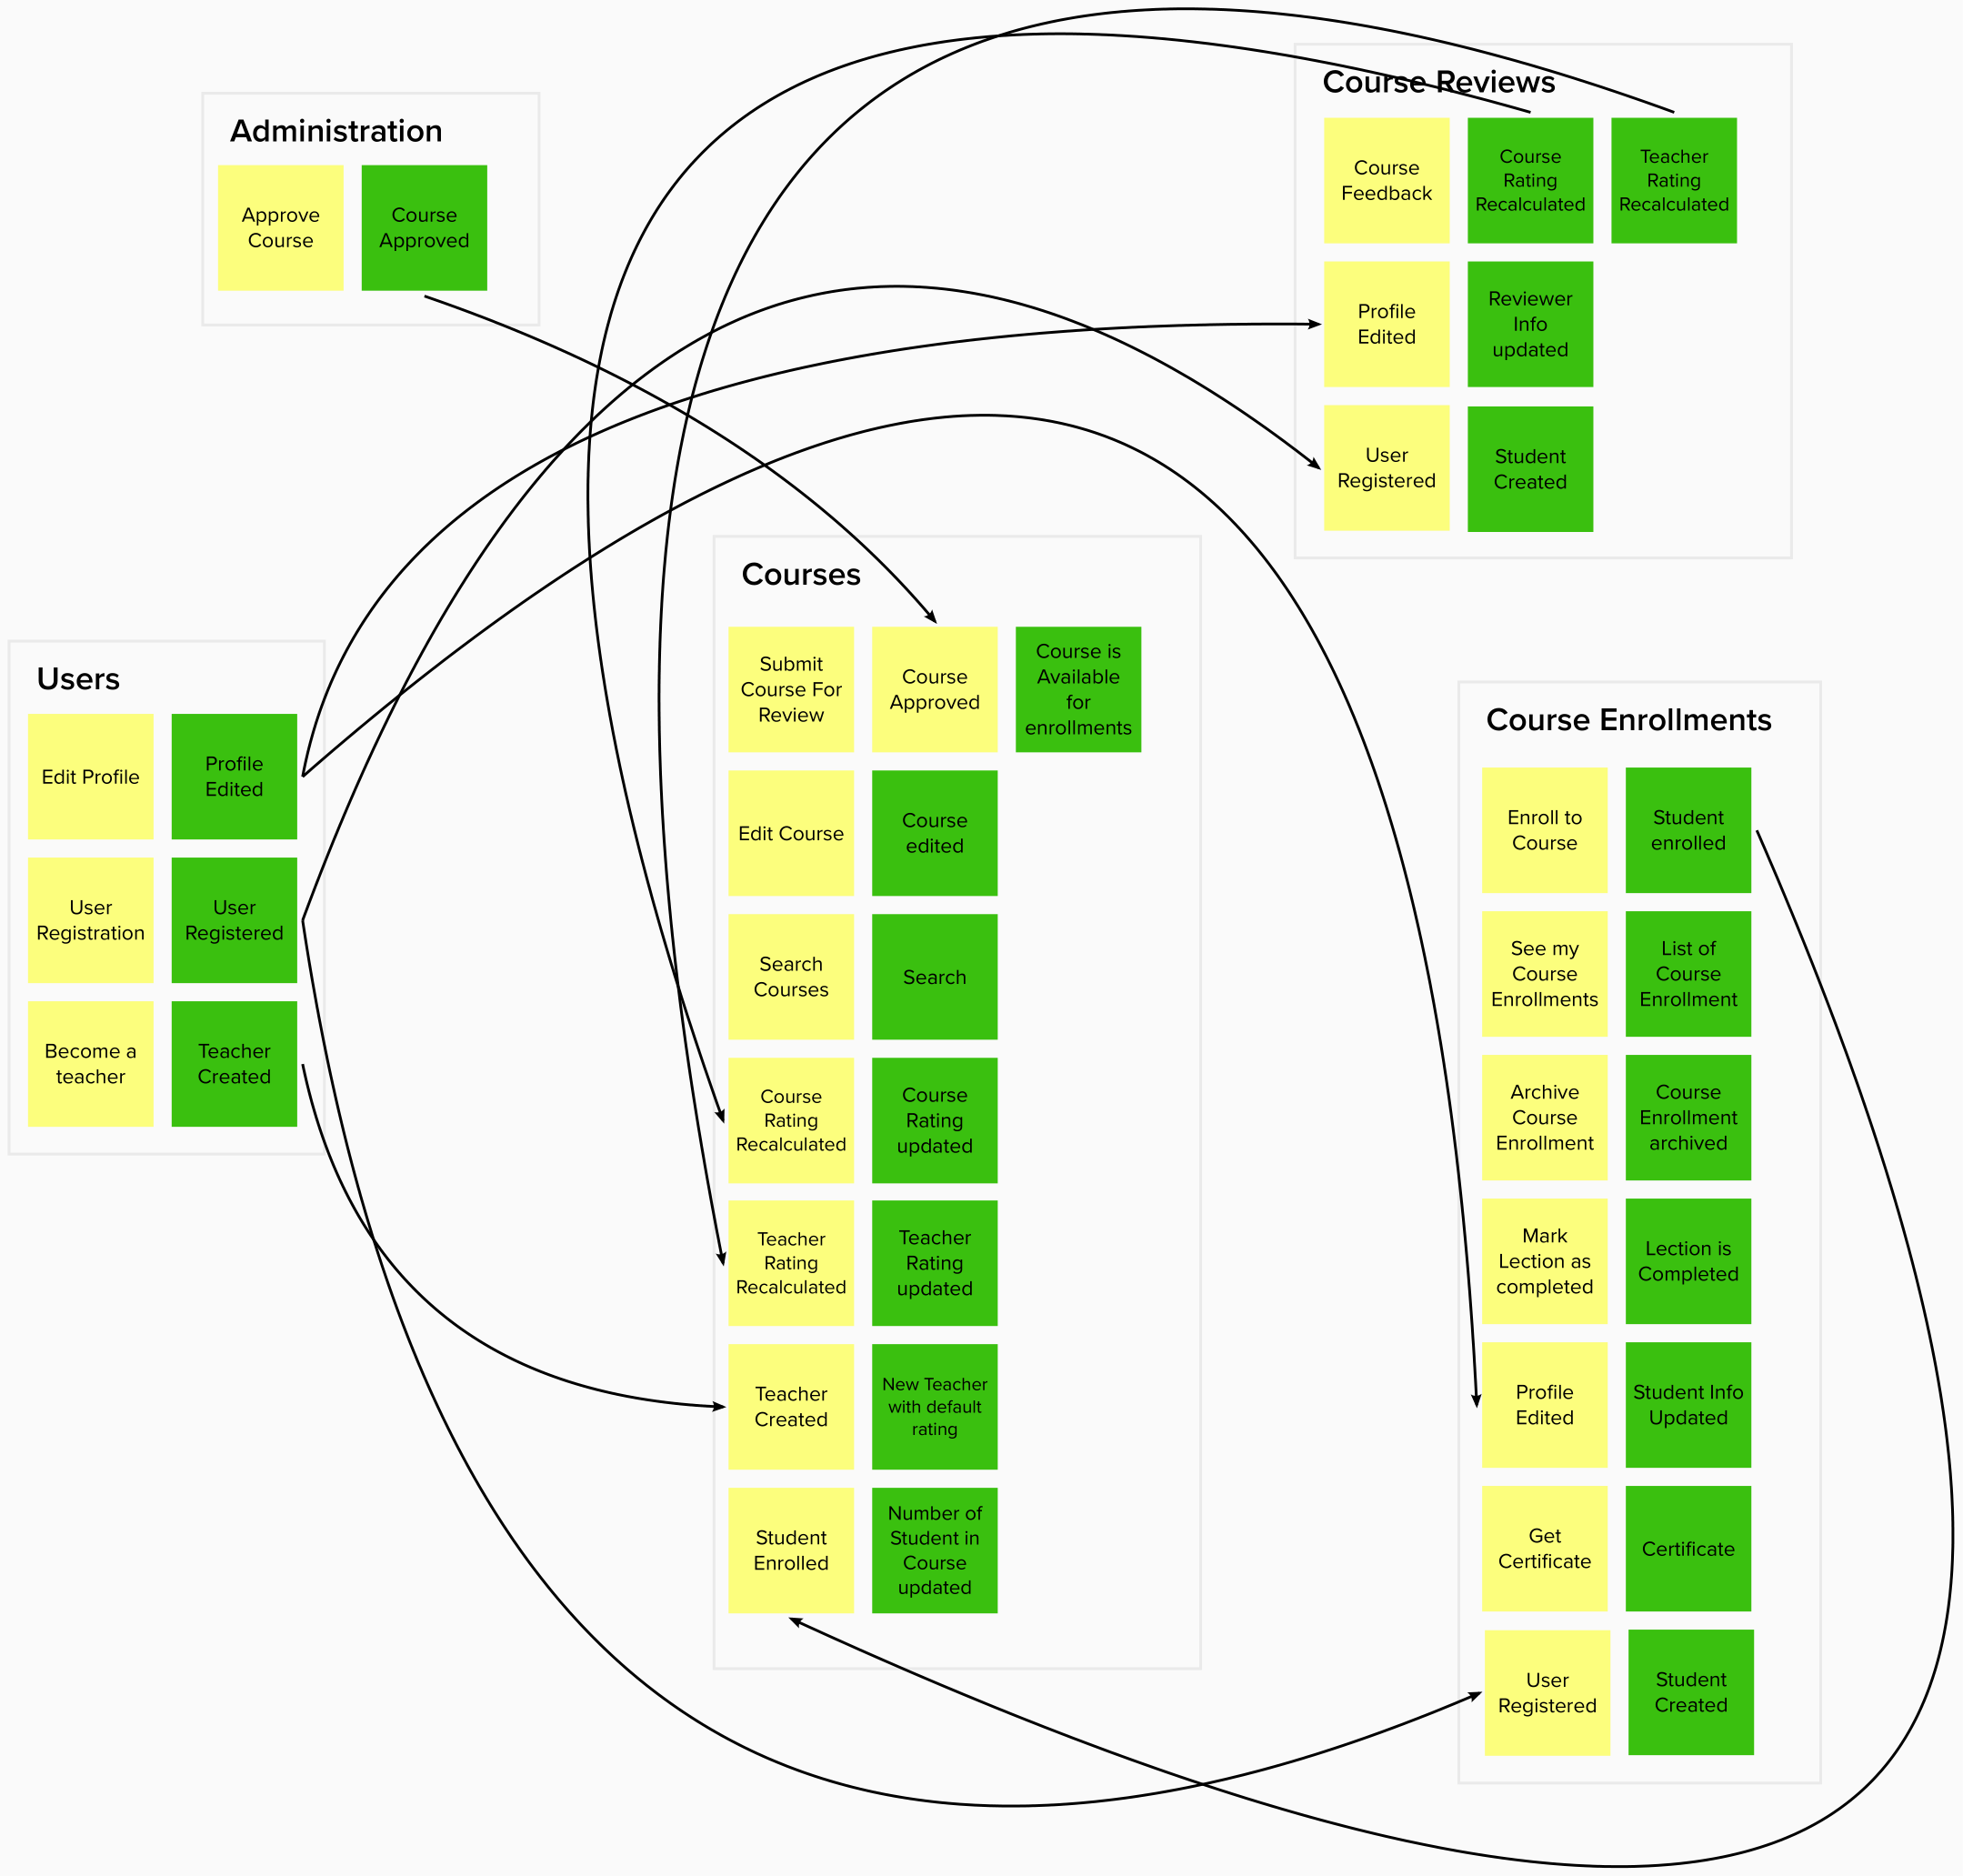 Administration
Approve
Course
Course
Approved
Course Reviews
Course
Feedback
Course
Rating
Recalculated
Teacher
Rating
Recalculated
Profile
Edited
Reviewer
Info
updated
User
Registered
Student
Created
Users
Edit Profile
Profile
Edited
User
Registration
User
Registered
Become a
teacher
Teacher
Created
Courses
Submit
Course For
Review
Course
Approved
Course is
Available
for
enrollments
Edit Course
Course
edited
Search
Courses
Search
Course
Rating
Recalculated
Course
Rating
updated
Teacher
Rating
Recalculated
Teacher
Rating
updated
Teacher
Created
New Teacher
with default
rating
Student
Enrolled
Number of
Student in
Course
updated
Course Enrollments
Enroll to
Course
Student
enrolled
See my
Course
Enrollments
List of
Course
Enrollment
Archive
Course
Enrollment
Course
Enrollment
archived
Mark
Lection as
completed
Lection is
Completed
Profile
Edited
Student Info
Updated
Get
Certificate
Certificate
User
Registered
Student
Created